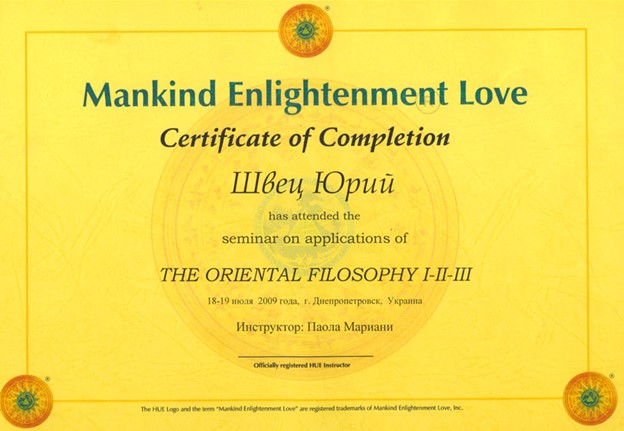 Mankind Enlightenment Love
Certificate of Completion
Швец Юрий
has attended the
seminar on applications of
THE ORIENTAL FILOSOPHY I-II-III
18-19 июля 2009 года, г. Днепропетровск, Украина
Инструктор: Паола Мариани
Officially registered HUE Instructor
The HUE Logo and the term "Mankind Enlightenment Love" are registered trademarks of Mankind Enlightenment Love, Inc.